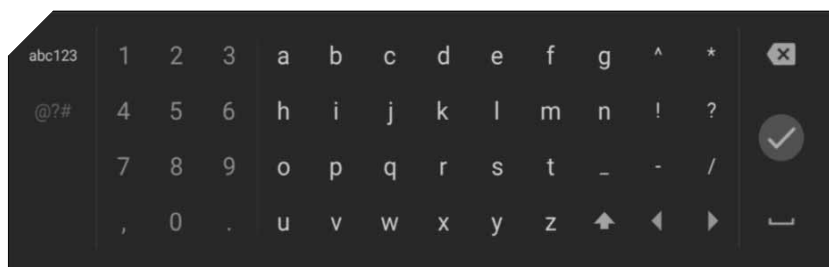 abc123 1 2 3 a b c d e f g ^ *
@?# 4 5 6 h i j k l m n ! ?
7 8 9 o p q r s t _ - /
, 0 . u v w x y z